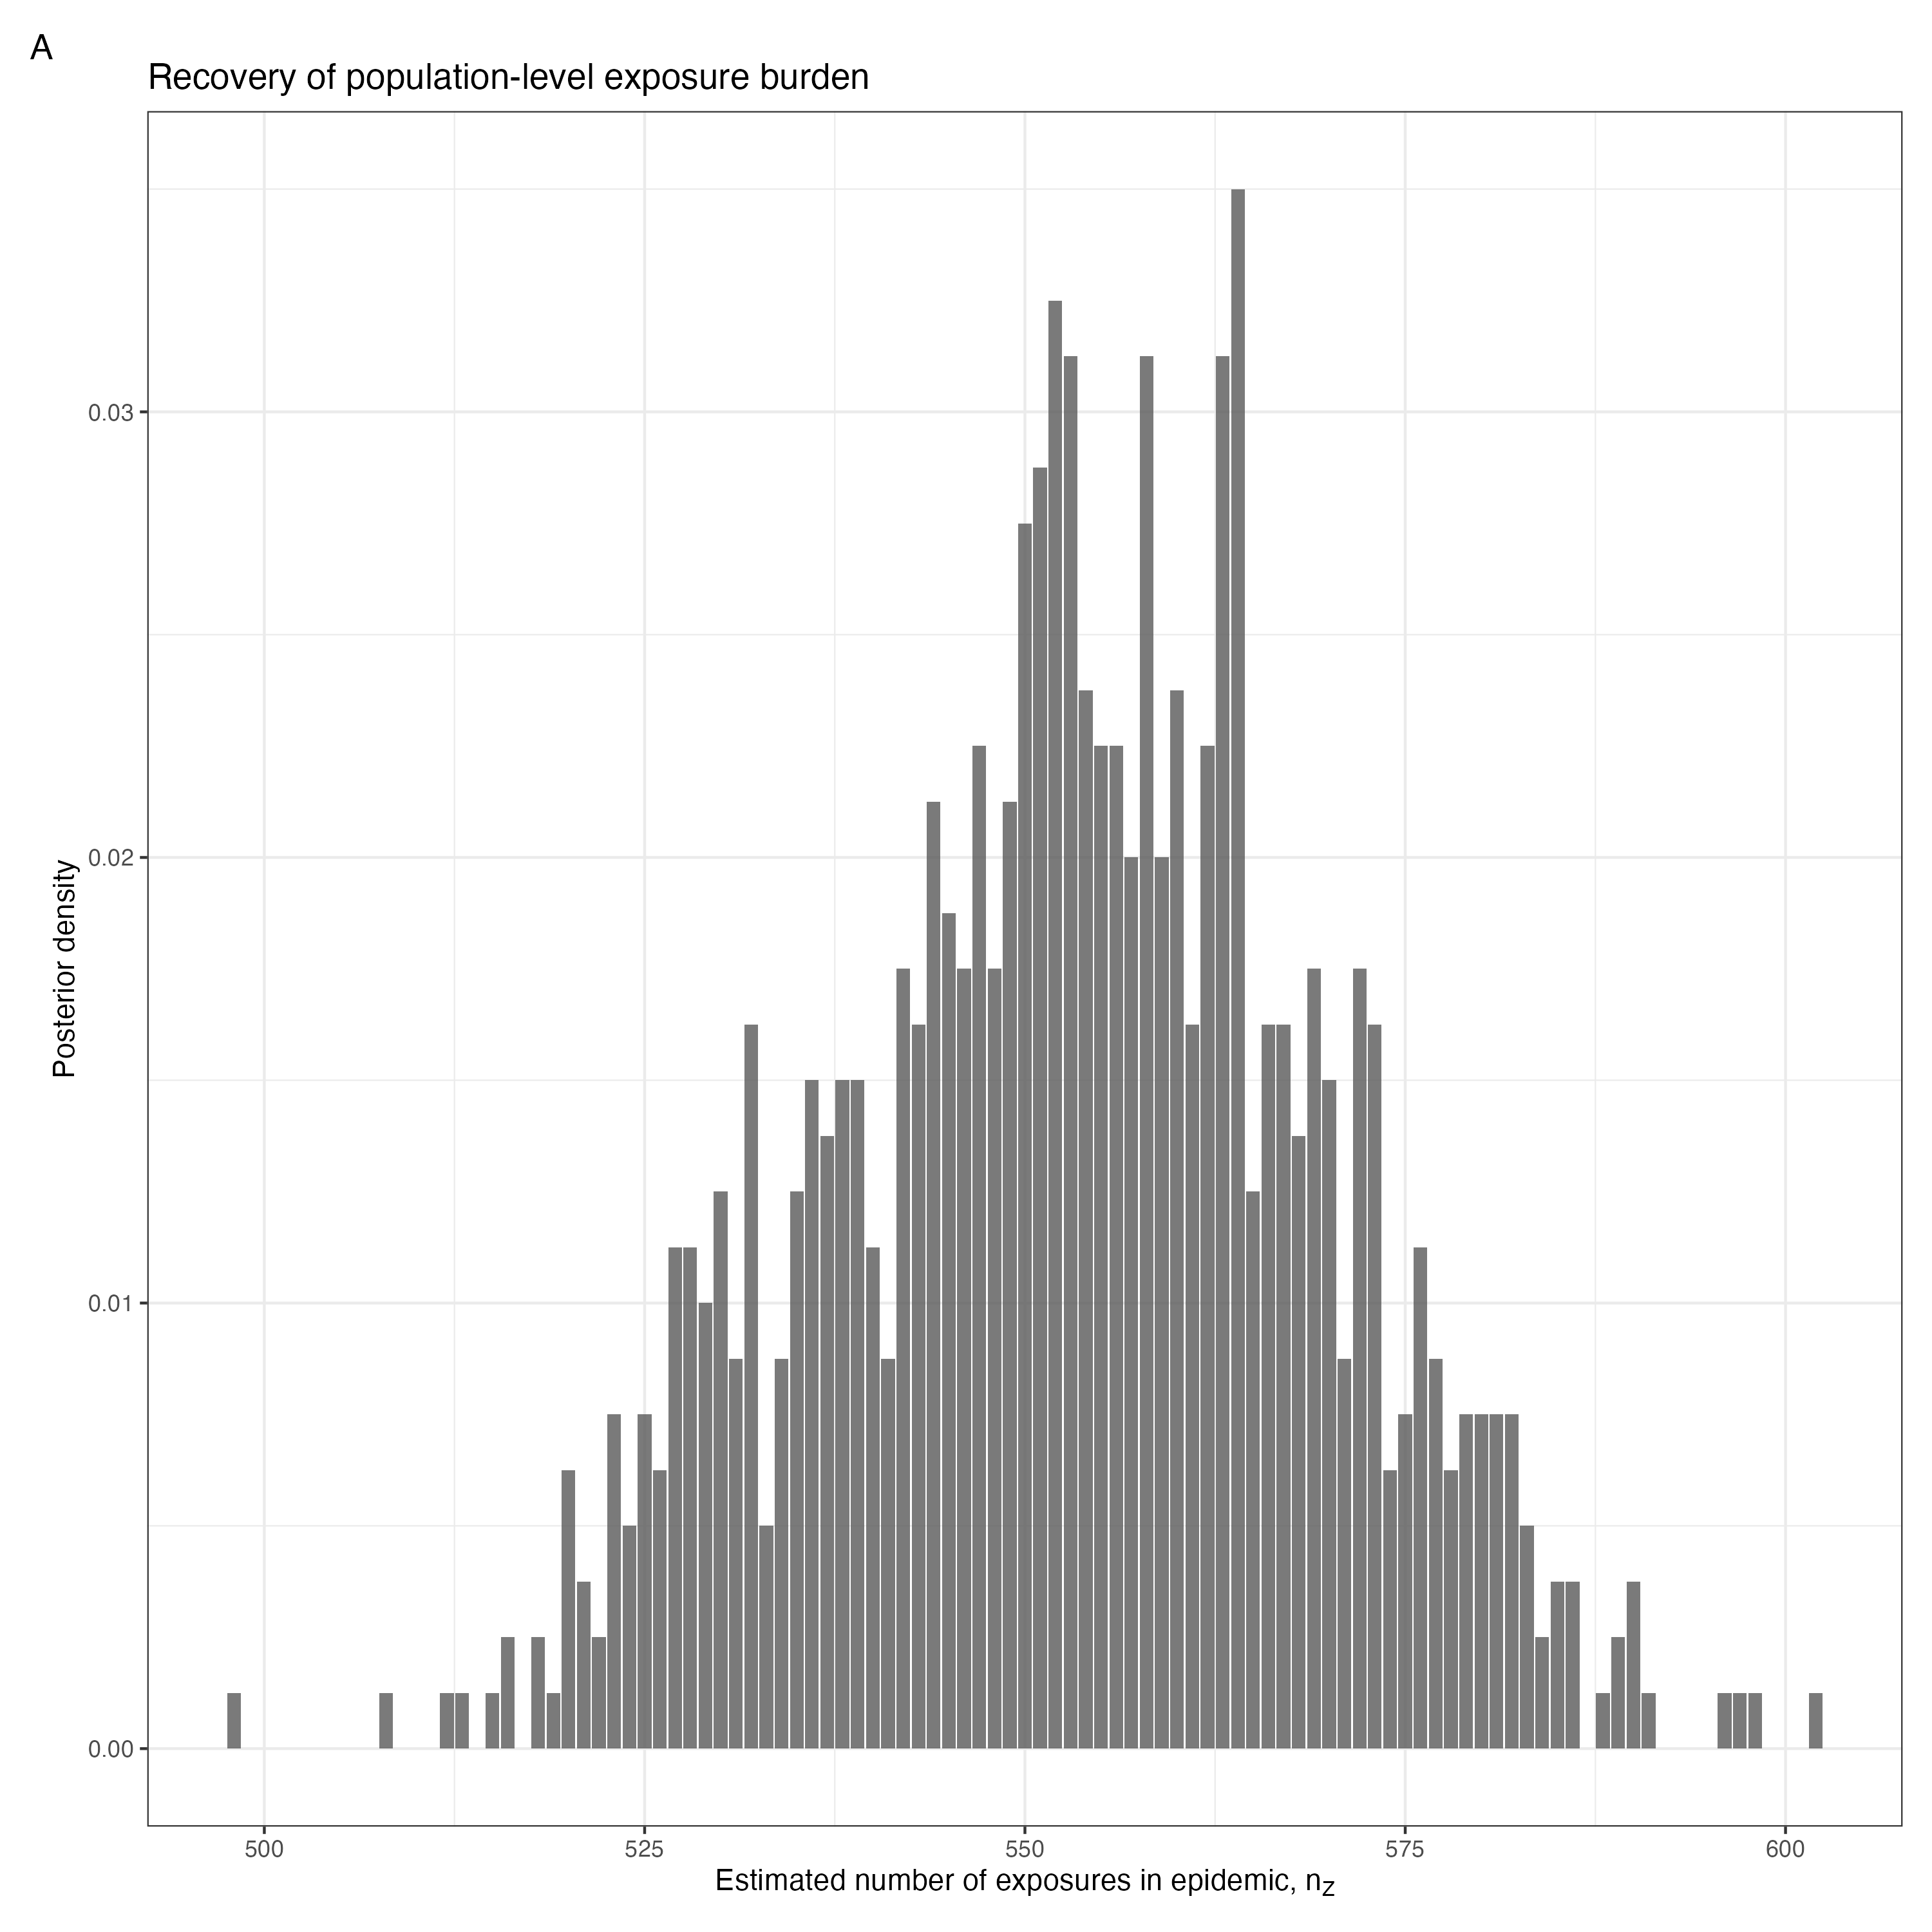 A
Recovery of population-level exposure burden
0.03
0.02
0.01
0.00
Posterior density
500 525 550 575 600
Estimated number of exposures in epidemic, nZ